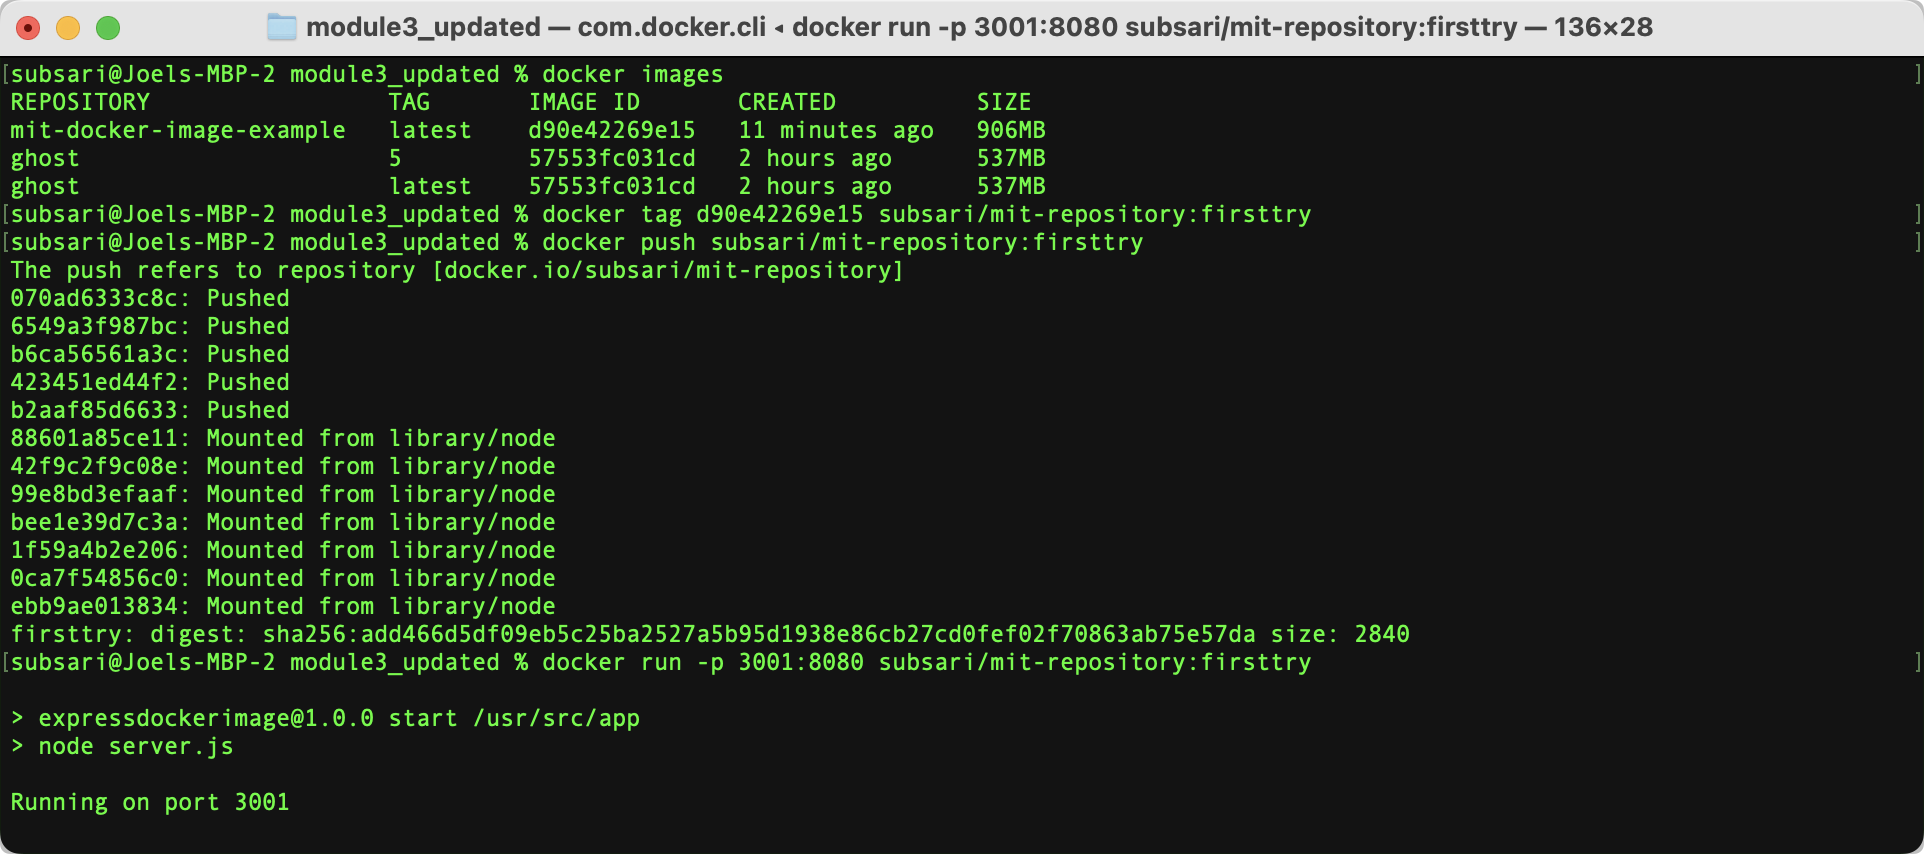 module3_updated — com.docker.cli ◂ docker run -p 3001:8080 subsari/mit-repository:firsttry — 136×28
[subsari@Joels-MBP-2 module3_updated % docker images ]
REPOSITORY TAG IMAGE ID CREATED SIZE
mit-docker-image-example latest d90e42269e15 11 minutes ago 906MB
ghost 5 57553fc031cd 2 hours ago 537MB
ghost latest 57553fc031cd 2 hours ago 537MB
[subsari@Joels-MBP-2 module3_updated % docker tag d90e42269e15 subsari/mit-repository:firsttry ]
[subsari@Joels-MBP-2 module3_updated % docker push subsari/mit-repository:firsttry ]
The push refers to repository [docker.io/subsari/mit-repository]
070ad6333c8c: Pushed
6549a3f987bc: Pushed
b6ca56561a3c: Pushed
423451ed44f2: Pushed
b2aaf85d6633: Pushed
88601a85ce11: Mounted from library/node
42f9c2f9c08e: Mounted from library/node
99e8bd3efaaf: Mounted from library/node
bee1e39d7c3a: Mounted from library/node
1f59a4b2e206: Mounted from library/node
0ca7f54856c0: Mounted from library/node
ebb9ae013834: Mounted from library/node
firsttry: digest: sha256:add466d5df09eb5c25ba2527a5b95d1938e86cb27cd0fef02f70863ab75e57da size: 2840
[subsari@Joels-MBP-2 module3_updated % docker run -p 3001:8080 subsari/mit-repository:firsttry ]
> expressdockerimage@1.0.0 start /usr/src/app
> node server.js
Running on port 3001